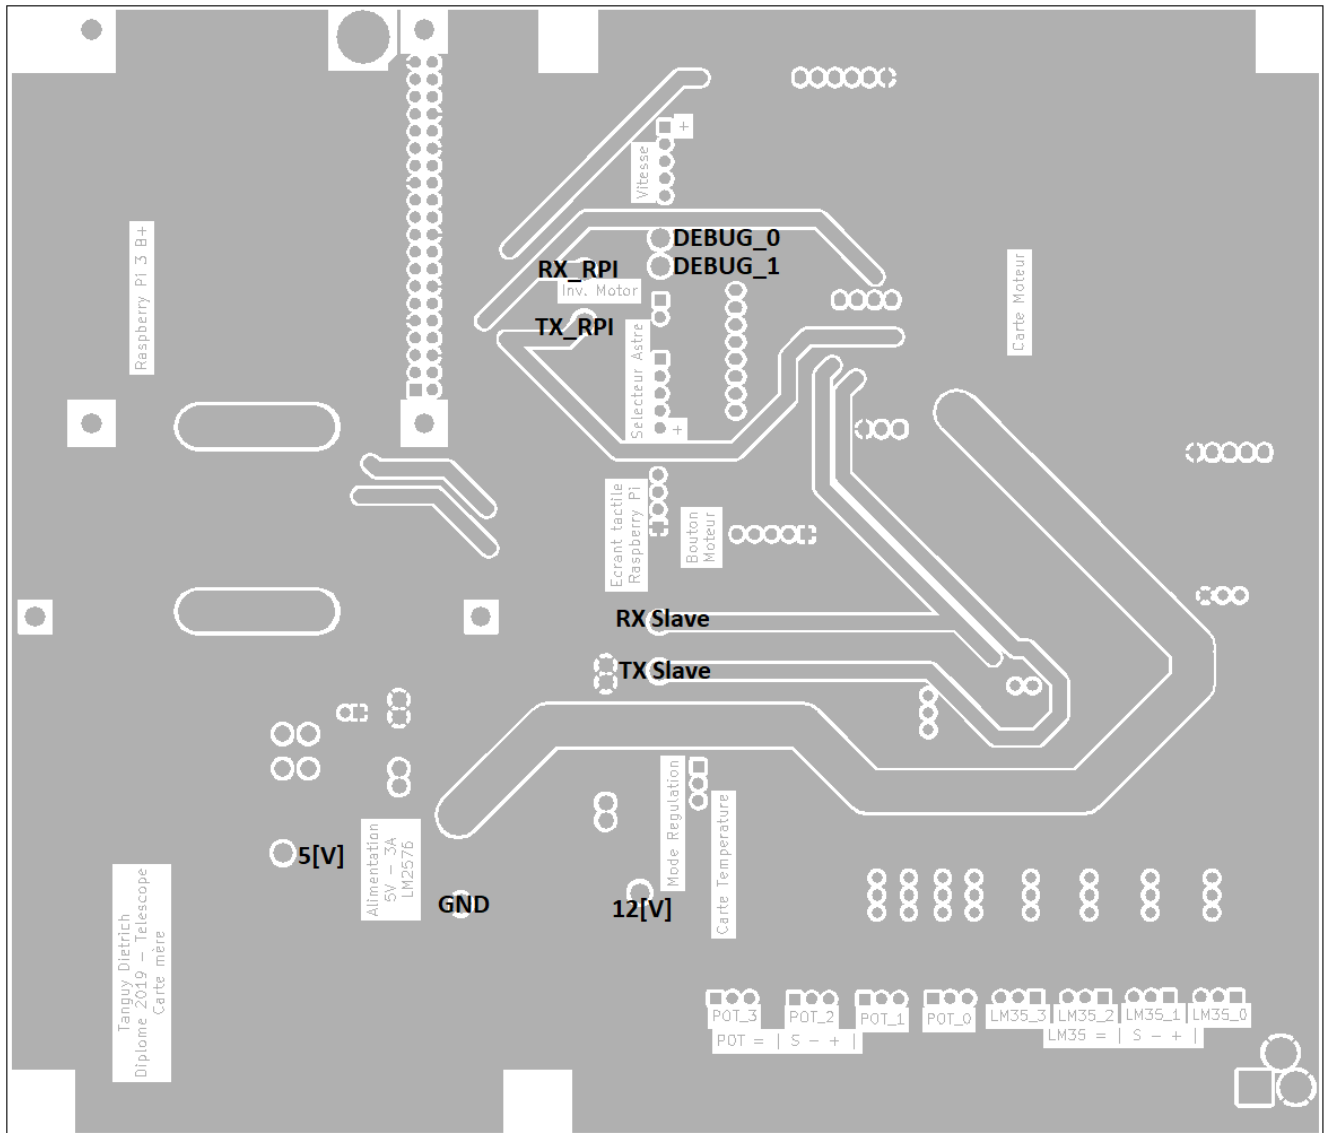 +
Vitesse
DEBUG_0
DEBUG_1
RX_RPI
Inv. Motor
TX_RPI
Raspberry Pi 3 B+
Carte Moteur
Selecteur Astre
+
Ecrant tactile
Raspberry Pi
Bouton
Moteur
RX Slave
TX Slave
Mode Regulation
Carte Temperature
Alimentation
5V - 3A
LM2576
5[V]
GND
12[V]
Tanguy Dietrich
Diplome 2019 - Telescope
Carte mère
POT_3
POT_2
POT_1
POT_0
LM35_3
LM35_2
LM35_1
LM35_0
POT = | S - + |
LM35 = | S - + |